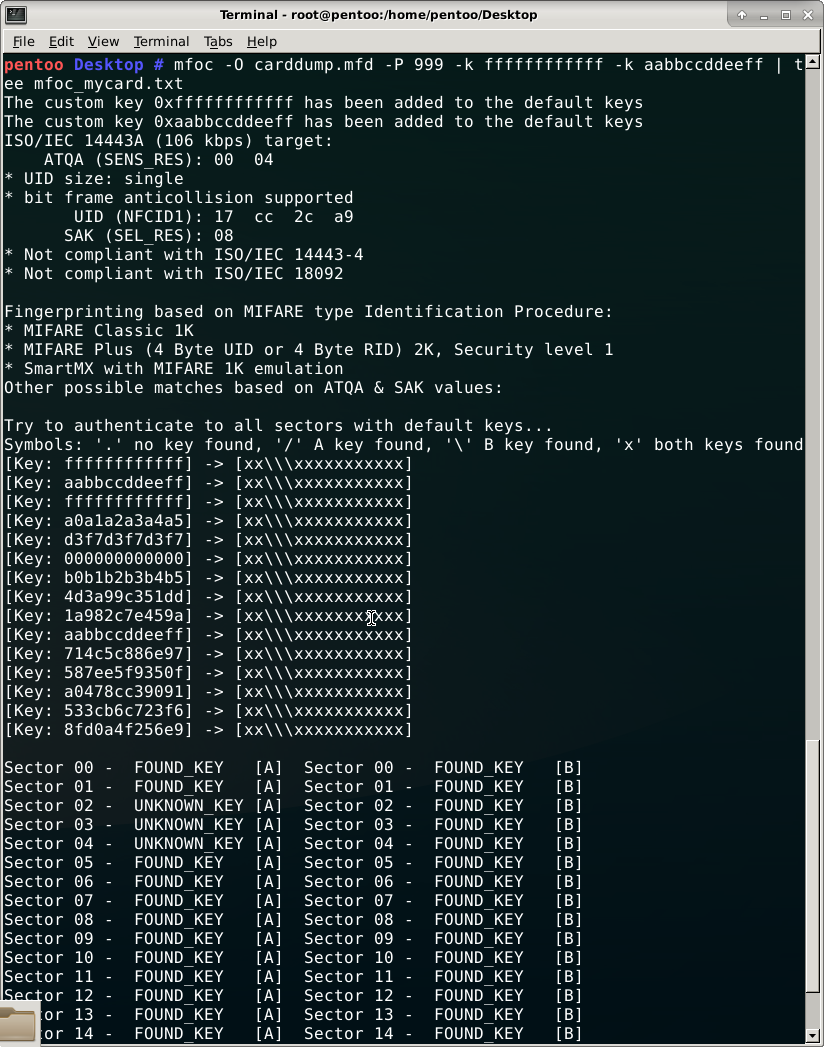 Terminal - root@pentoo:/home/pentoo/Desktop
File Edit View Terminal Tabs Help
pentoo Desktop # mfoc -O carddump.mfd -P 999 -k ffffffffffff -k aabbccddeeff | t
ee mfoc_mycard.txt
The custom key 0xffffffffffff has been added to the default keys
The custom key 0xaabbccddeeff has been added to the default keys
ISO/IEC 14443A (106 kbps) target:
    ATQA (SENS_RES): 00  04
* UID size: single
* bit frame anticollision supported
       UID (NFCID1): 17  cc  2c  a9
      SAK (SEL_RES): 08
* Not compliant with ISO/IEC 14443-4
* Not compliant with ISO/IEC 18092
Fingerprinting based on MIFARE type Identification Procedure:
* MIFARE Classic 1K
* MIFARE Plus (4 Byte UID or 4 Byte RID) 2K, Security level 1
* SmartMX with MIFARE 1K emulation
Other possible matches based on ATQA & SAK values:
Try to authenticate to all sectors with default keys...
Symbols: '.' no key found, '/' A key found, '\' B key found, 'x' both keys found
[Key: ffffffffffff] -> [xx\\\xxxxxxxxxxx]
[Key: aabbccddeeff] -> [xx\\\xxxxxxxxxxx]
[Key: ffffffffffff] -> [xx\\\xxxxxxxxxxx]
[Key: a0a1a2a3a4a5] -> [xx\\\xxxxxxxxxxx]
[Key: d3f7d3f7d3f7] -> [xx\\\xxxxxxxxxxx]
[Key: 000000000000] -> [xx\\\xxxxxxxxxxx]
[Key: b0b1b2b3b4b5] -> [xx\\\xxxxxxxxxxx]
[Key: 4d3a99c351dd] -> [xx\\\xxxxxxxxxxx]
[Key: 1a982c7e459a] -> [xx\\\xxxxxxxxxxx]
[Key: aabbccddeeff] -> [xx\\\xxxxxxxxxxx]
[Key: 714c5c886e97] -> [xx\\\xxxxxxxxxxx]
[Key: 587ee5f9350f] -> [xx\\\xxxxxxxxxxx]
[Key: a0478cc39091] -> [xx\\\xxxxxxxxxxx]
[Key: 533cb6c723f6] -> [xx\\\xxxxxxxxxxx]
[Key: 8fd0a4f256e9] -> [xx\\\xxxxxxxxxxx]
Sector 00 -  FOUND_KEY   [A]  Sector 00 -  FOUND_KEY   [B]
Sector 01 -  FOUND_KEY   [A]  Sector 01 -  FOUND_KEY   [B]
Sector 02 -  UNKNOWN_KEY [A]  Sector 02 -  FOUND_KEY   [B]
Sector 03 -  UNKNOWN_KEY [A]  Sector 03 -  FOUND_KEY   [B]
Sector 04 -  UNKNOWN_KEY [A]  Sector 04 -  FOUND_KEY   [B]
Sector 05 -  FOUND_KEY   [A]  Sector 05 -  FOUND_KEY   [B]
Sector 06 -  FOUND_KEY   [A]  Sector 06 -  FOUND_KEY   [B]
Sector 07 -  FOUND_KEY   [A]  Sector 07 -  FOUND_KEY   [B]
Sector 08 -  FOUND_KEY   [A]  Sector 08 -  FOUND_KEY   [B]
Sector 09 -  FOUND_KEY   [A]  Sector 09 -  FOUND_KEY   [B]
Sector 10 -  FOUND_KEY   [A]  Sector 10 -  FOUND_KEY   [B]
Sector 11 -  FOUND_KEY   [A]  Sector 11 -  FOUND_KEY   [B]
Sector 12 -  FOUND_KEY   [A]  Sector 12 -  FOUND_KEY   [B]
or 13 -  FOUND_KEY   [A]  Sector 13 -  FOUND_KEY   [B]
or 14 -  FOUND_KEY   [A]  Sector 14 -  FOUND_KEY   [B]